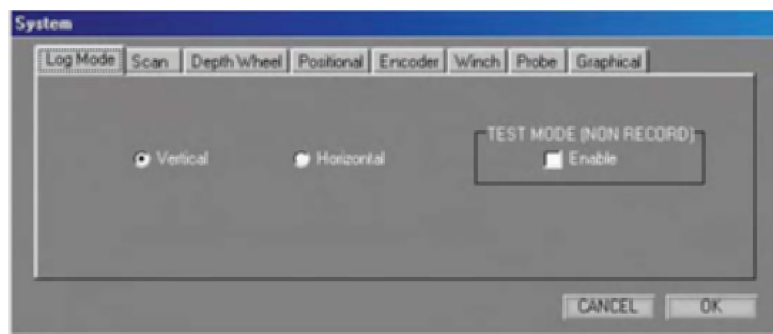 System
Log Mode Scan Depth Wheel Positional Encoder Winch Probe Graphical
TEST MODE (NON RECORD)
Vertical Horizontal Enable
CANCEL OK